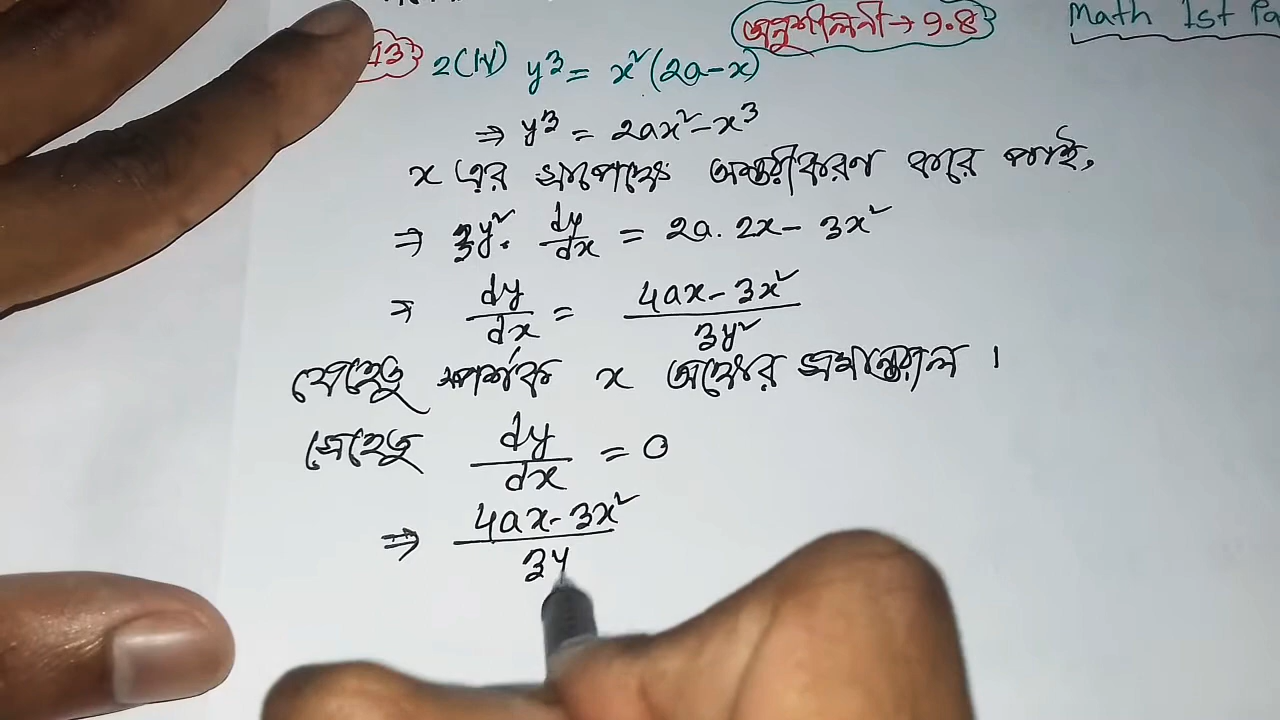 অনুশীলনী → 9.8
Math 1st Pa
13 2(iv) y³ = x²(2a-x)
⇒ y³ = 2ax² - x³
x এর সাপেক্ষে অন্তরীকরণ করে পাই,
⇒ 3y². dy/dx = 2a. 2x - 3x²
⇒ dy/dx = 4ax - 3x² / 3y²
যেহেতু স্পর্শক x অক্ষের সমান্তরাল ।
সেহেতু dy/dx = 0
⇒ 4ax - 3x² / 3y